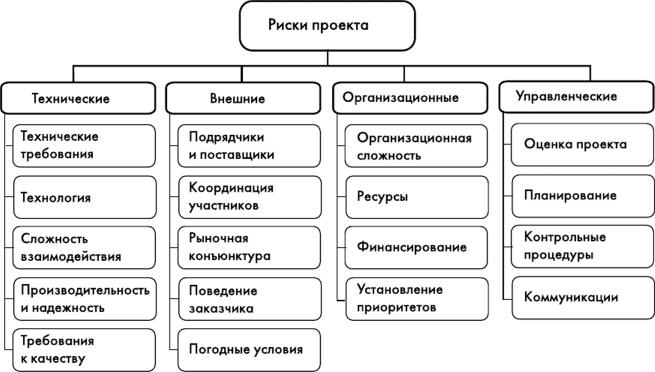 Риски проекта
Технические
Внешние
Организационные
Управленческие
Технические
требования
Технология
Сложность
взаимодействия
Производительность
и надежность
Требования
к качеству
Подрядчики
и поставщики
Координация
участников
Рыночная
конъюнктура
Поведение
заказчика
Погодные условия
Организационная
сложность
Ресурсы
Финансирование
Установление
приоритетов
Оценка проекта
Планирование
Контрольные
процедуры
Коммуникации